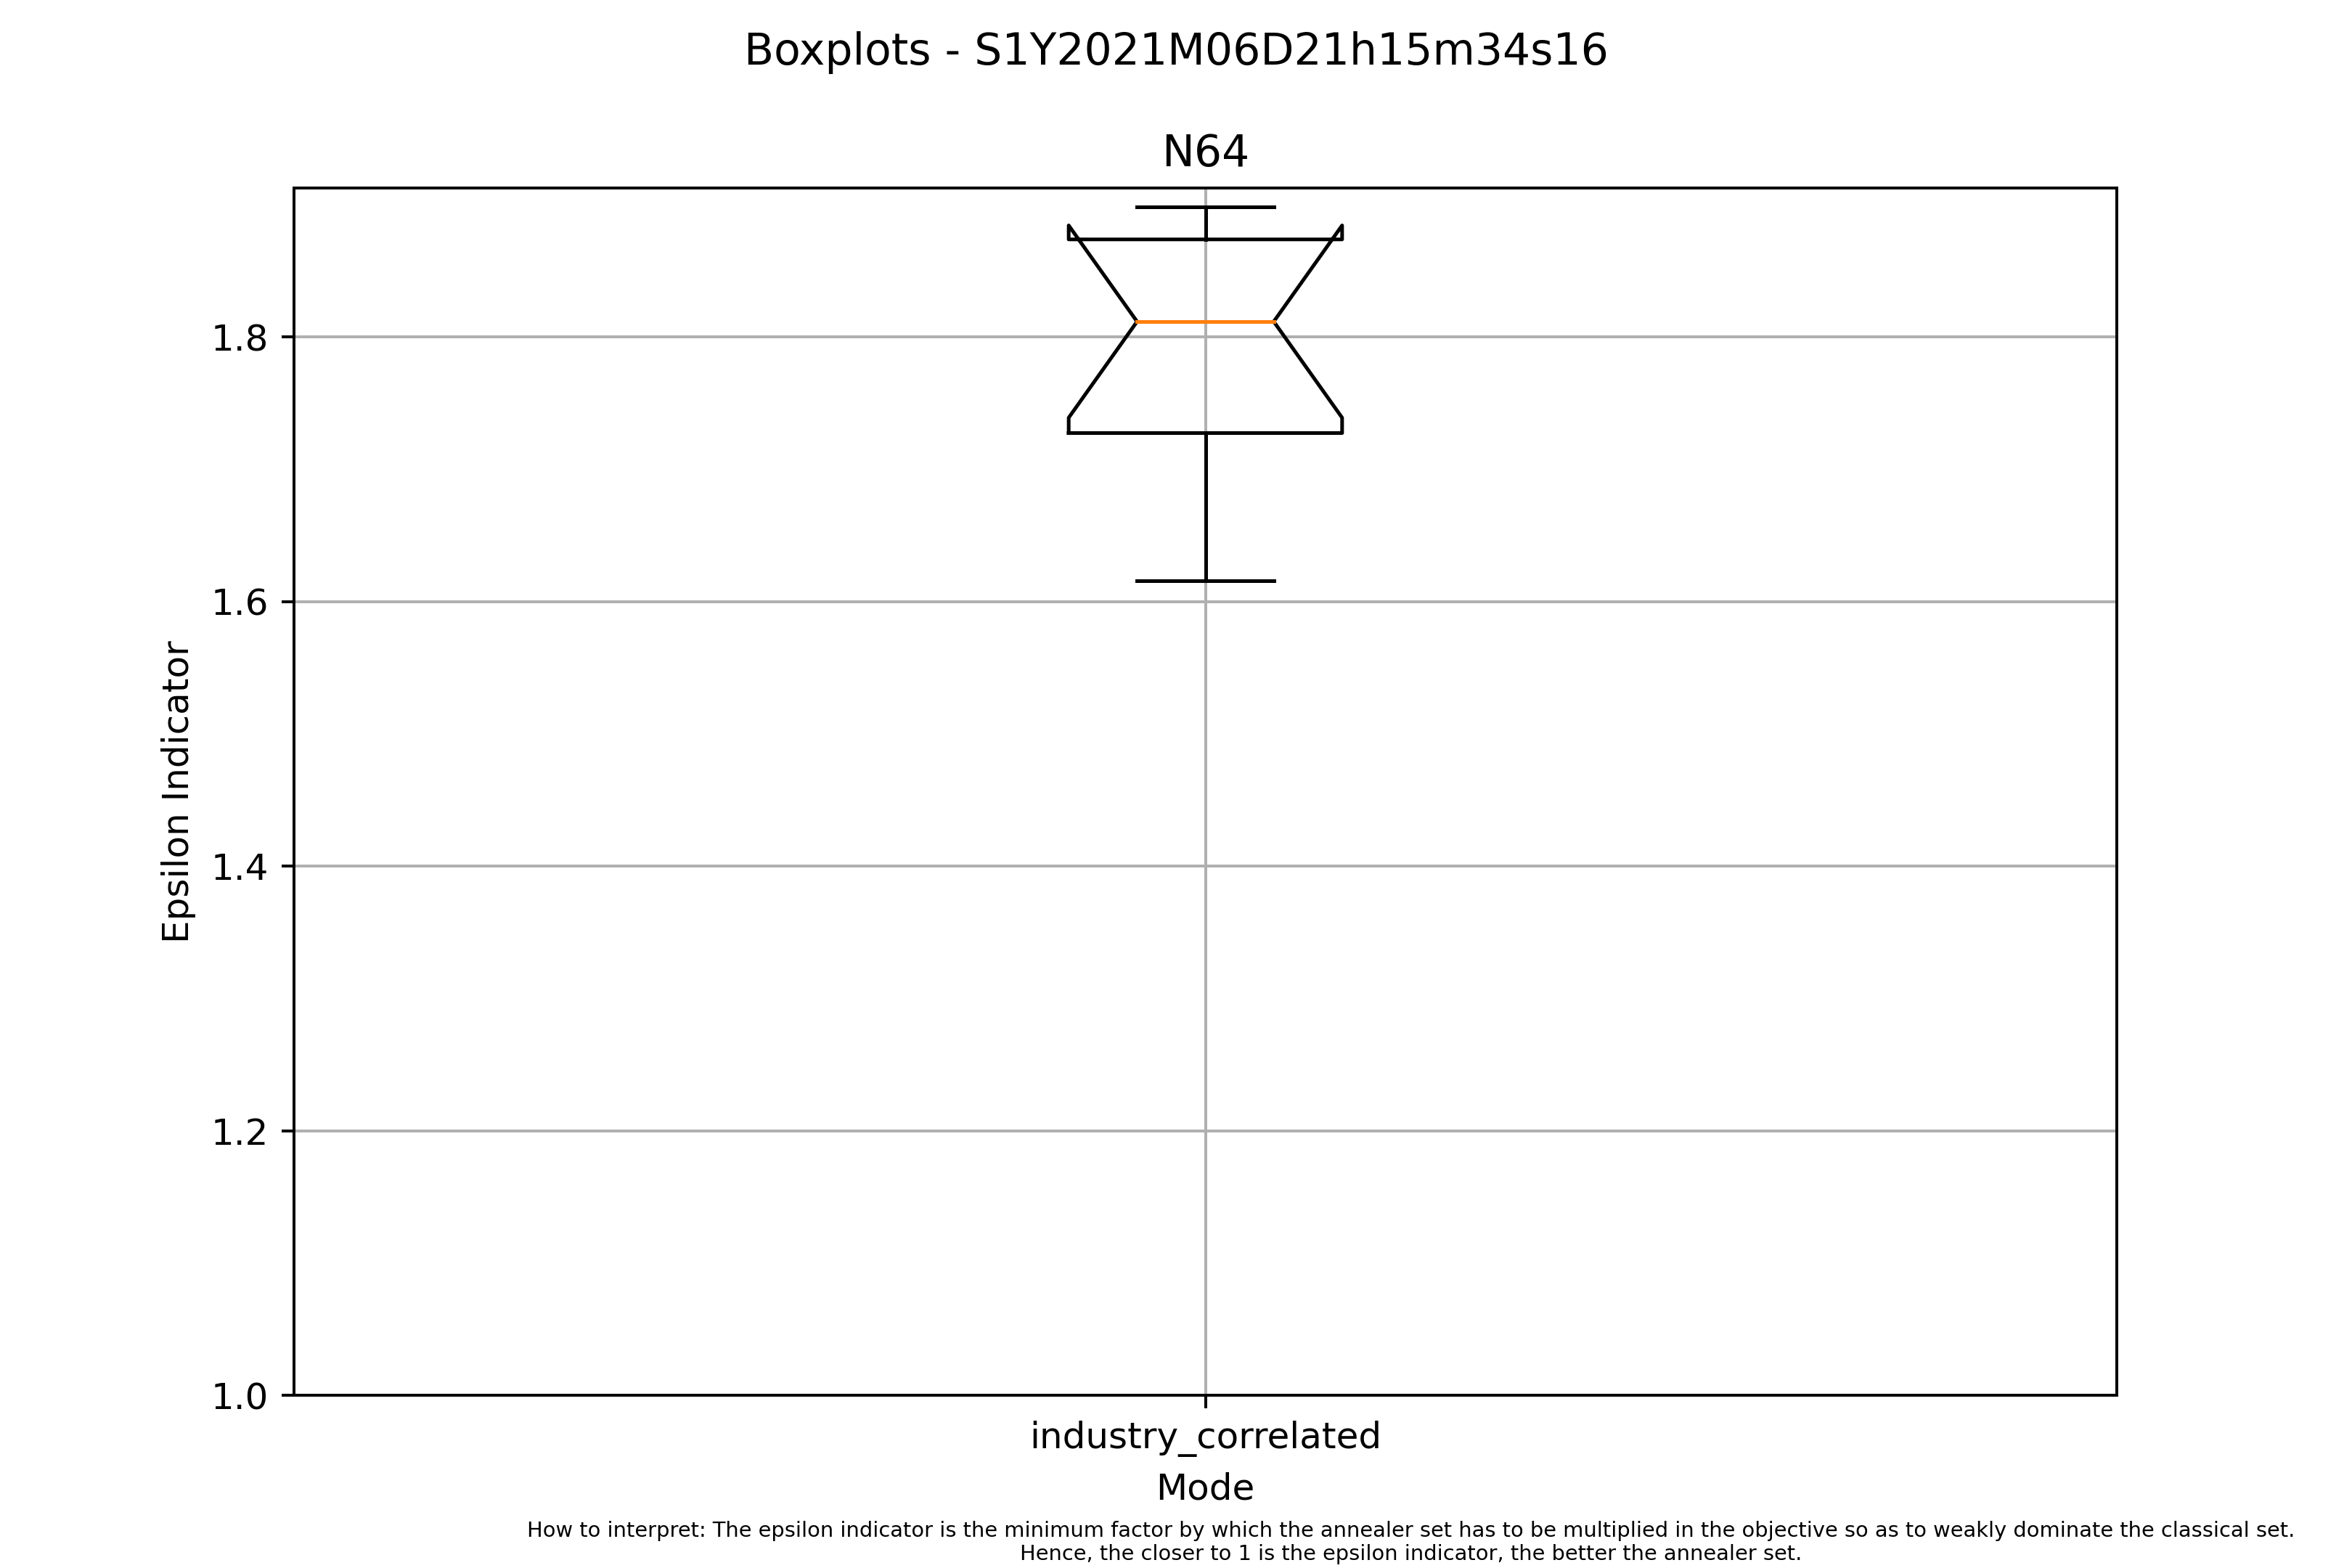 Boxplots - S1Y2021M06D21h15m34s16
N64
Epsilon Indicator
1.8
1.6
1.4
1.2
1.0
industry_correlated
Mode
How to interpret: The epsilon indicator is the minimum factor by which the annealer set has to be multiplied in the objective so as to weakly dominate the classical set.
Hence, the closer to 1 is the epsilon indicator, the better the annealer set.